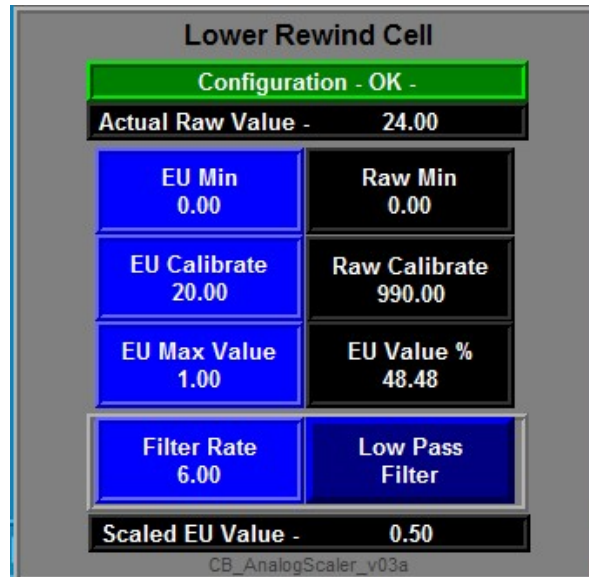 Lower Rewind Cell
Configuration - OK -
Actual Raw Value - 24.00
EU Min
0.00
Raw Min
0.00
EU Calibrate
20.00
Raw Calibrate
990.00
EU Max Value
1.00
EU Value %
48.48
Filter Rate
6.00
Low Pass
Filter
Scaled EU Value - 0.50
CB_AnalogScaler_v03a